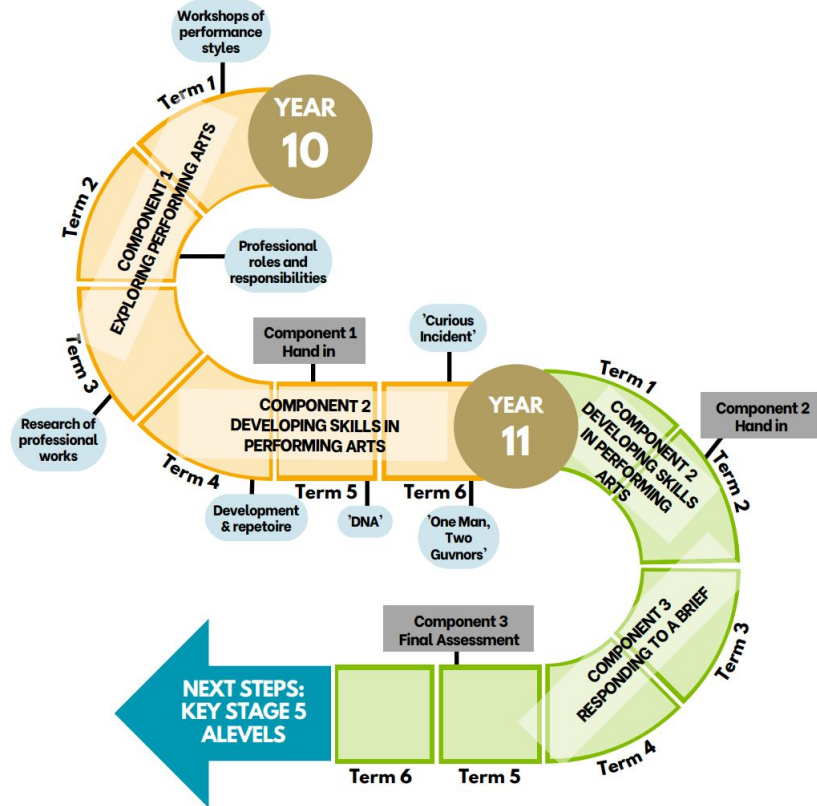 Workshops of
performance
styles
Term 1
YEAR
10
Term 2
COMPONENT 1
EXPLORING PERFORMING ARTS
Professional
roles and
responsibilities
Term 3
Research of
professional
works
Component 1
Hand in
'Curious
Incident'
COMPONENT 2
DEVELOPING SKILLS IN
PERFORMING ARTS
Term 4
Term 5
Term 6
Development
& repetoire
'DNA'
'One Man,
Two
Guvnors'
YEAR
11
Term 1
COMPONENT 2
DEVELOPING SKILLS
IN PERFORMING
ARTS
Component 2
Hand in
Term 2
COMPONENT 3
RESPONDING TO A BRIEF
Term 3
Term 4
Component 3
Final Assessment
Term 5
Term 6
NEXT STEPS:
KEY STAGE 5
ALEVELS